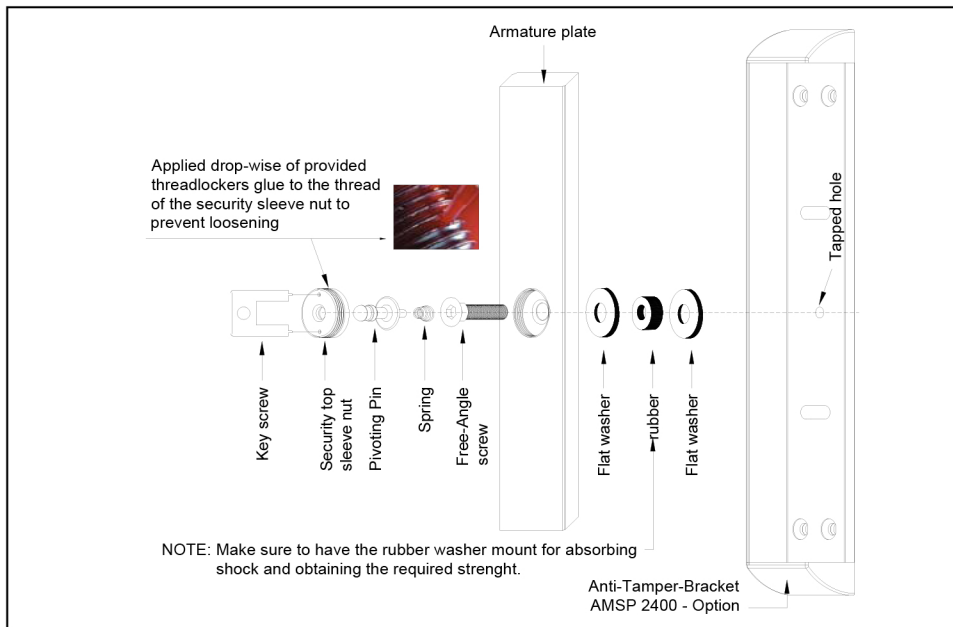 Armature plate
Applied drop-wise of provided
threadlockers glue to the thread
of the security sleeve nut to
prevent loosening
Tapped hole
Key screw
Security top
sleeve nut
Pivoting Pin
Spring
Free-Angle
screw
Flat washer
rubber
Flat washer
NOTE: Make sure to have the rubber washer mount for absorbing
shock and obtaining the required strenght.
Anti-Tamper-Bracket
AMSP 2400 - Option